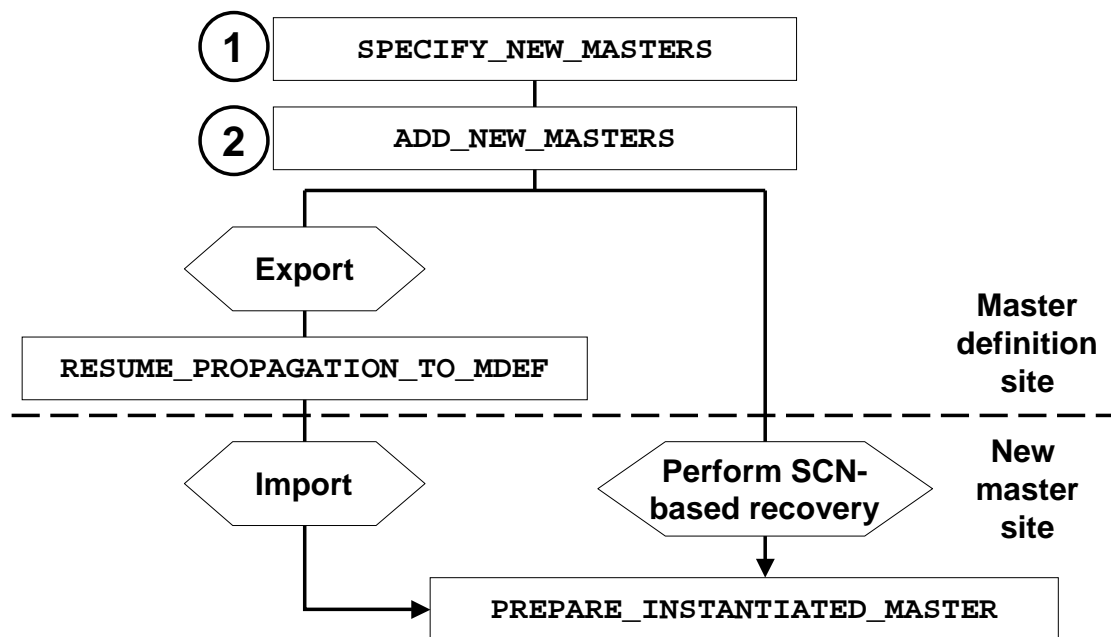 1
SPECIFY_NEW_MASTERS
2
ADD_NEW_MASTERS
Export
RESUME_PROPAGATION_TO_MDEF
Master
definition
site
Import
Perform SCN-
based recovery
New
master
site
PREPARE_INSTANTIATED_MASTER